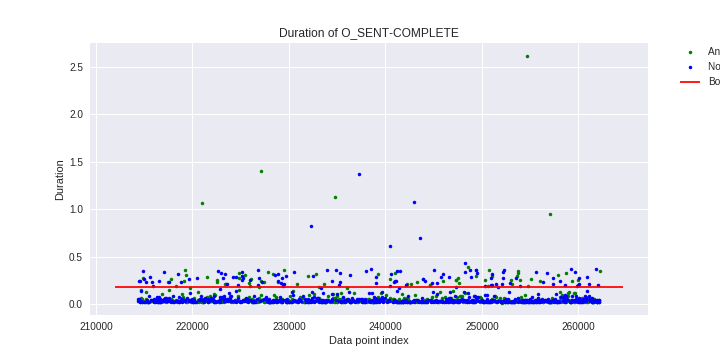 Duration of O_SENT-COMPLETE
An
No
Bo
2.5
2.0
1.5
1.0
0.5
0.0
Duration
210000 220000 230000 240000 250000 260000
Data point index